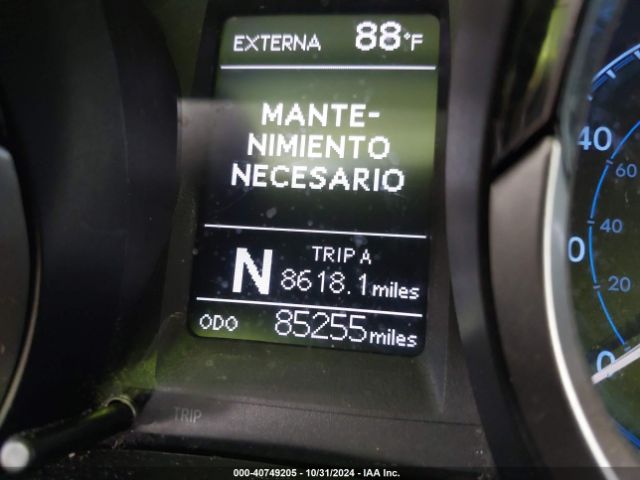 EXTERNA 88°F
MANTE-
NIMIENTO
NECESARIO
TRIP A
N 8618.1 miles
ODO 85255 miles
TRIP
40
60
40
0
20
0
000-40749205 - 10/31/2024 - IAA Inc.